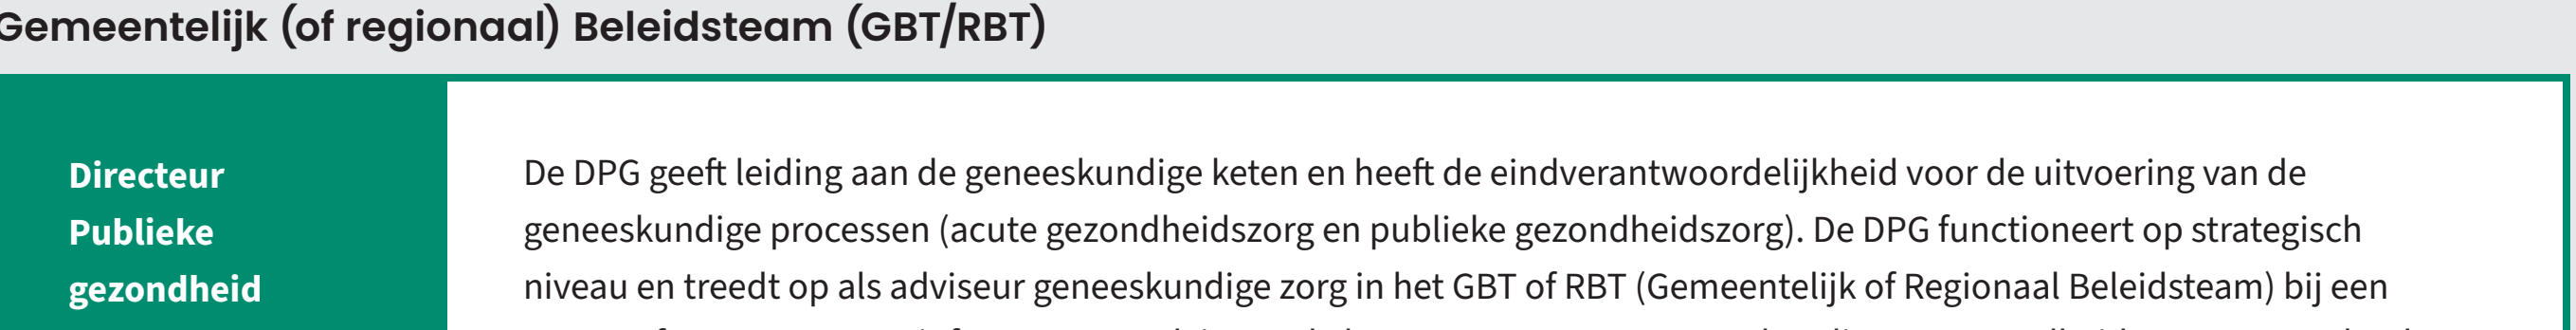 Gemeentelijk (of regionaal) Beleidsteam (GBT/RBT)
Directeur
Publieke
gezondheid
De DPG geeft leiding aan de geneeskundige keten en heeft de eindverantwoordelijkheid voor de uitvoering van de
geneeskundige processen (acute gezondheidszorg en publieke gezondheidszorg). De DPG functioneert op strategisch
niveau en treedt op als adviseur geneeskundige zorg in het GBT of RBT (Gemeentelijk of Regionaal Beleidsteam) bij een